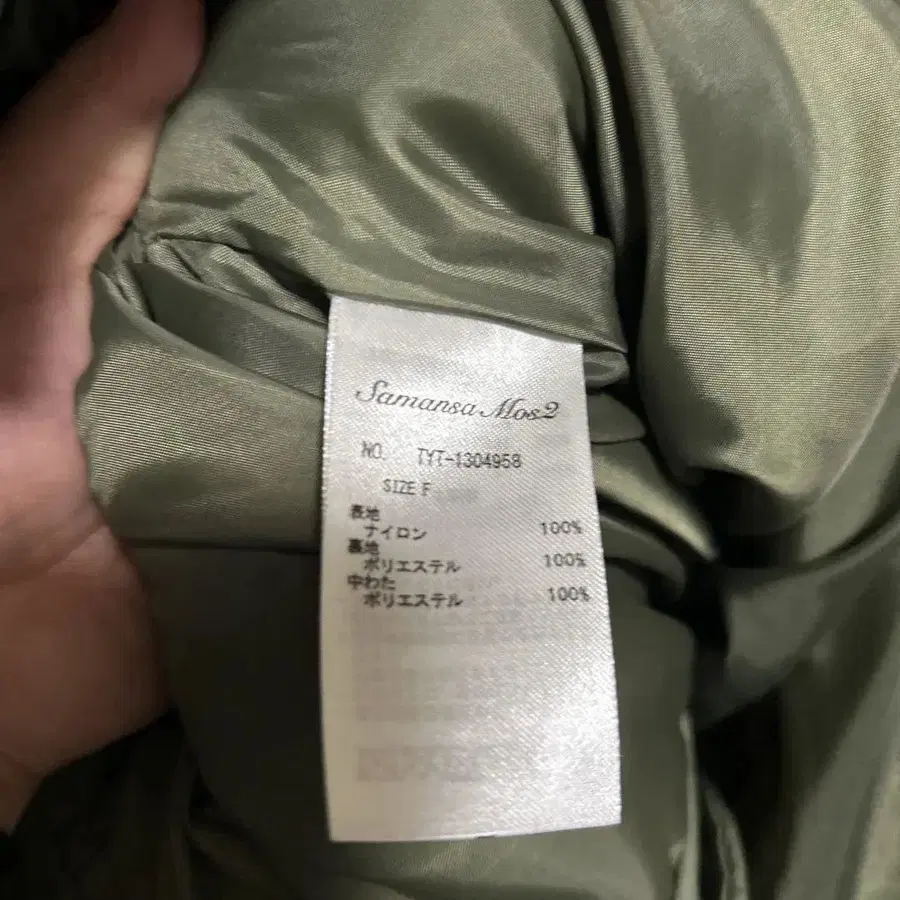 Samansa Mos2
NO. TYT-1304958
SIZE F
表地
ナイロン 100%
裏地
ポリエステル 100%
中わた
ポリエステル 100%